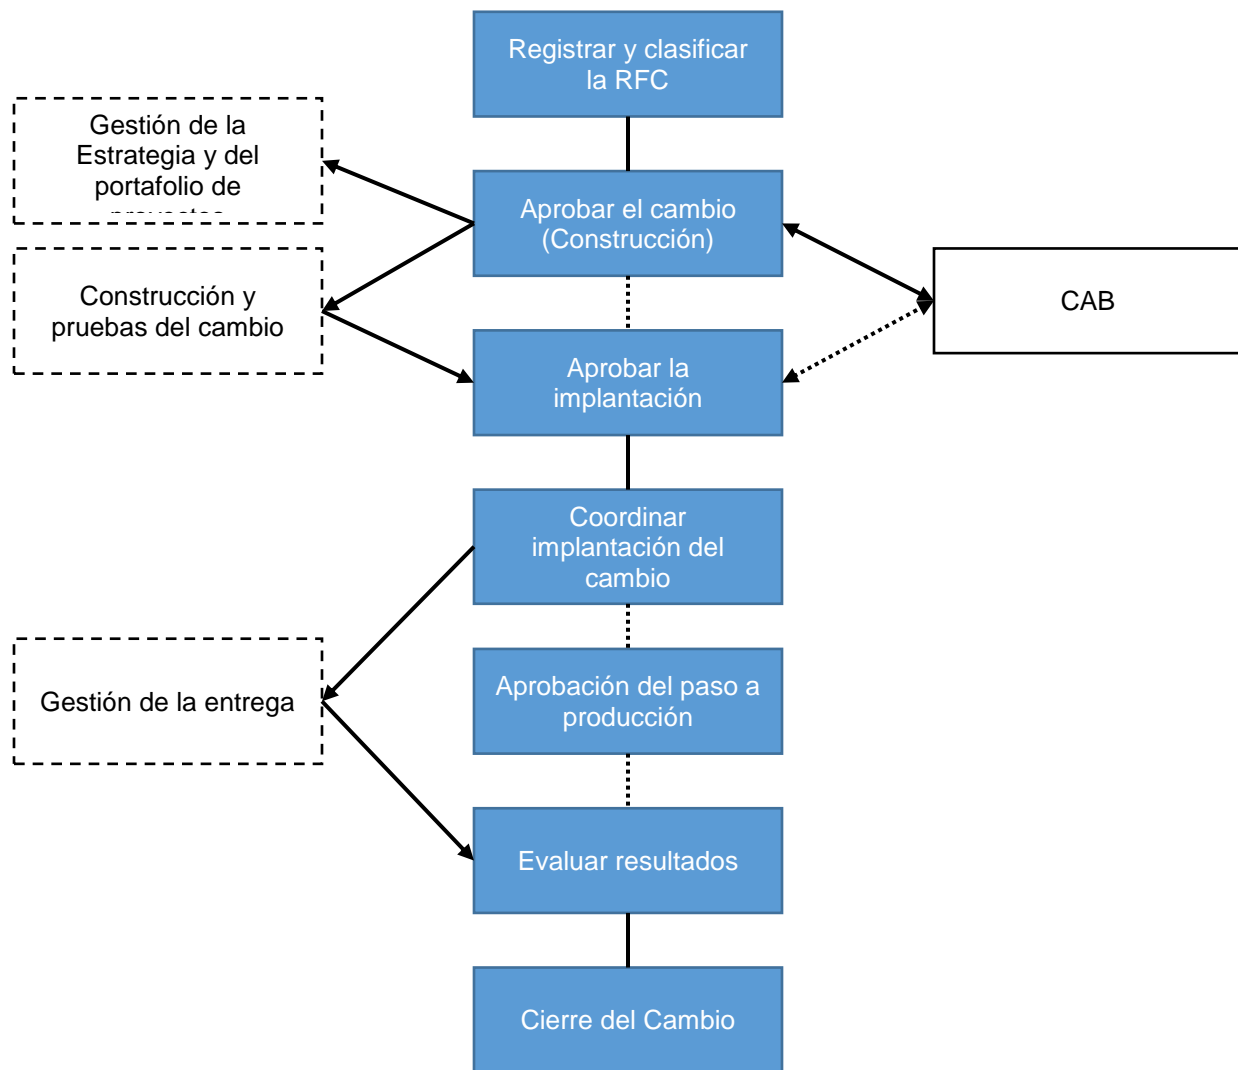 Registrar y clasificar
la RFC
Gestión de la
Estrategia y del
portafolio de
Aprobar el cambio
(Construcción)
Construcción y
pruebas del cambio
CAB
Aprobar la
implantación
Coordinar
implantación del
cambio
Gestión de la entrega
Aprobación del paso a
producción
Evaluar resultados
Cierre del Cambio